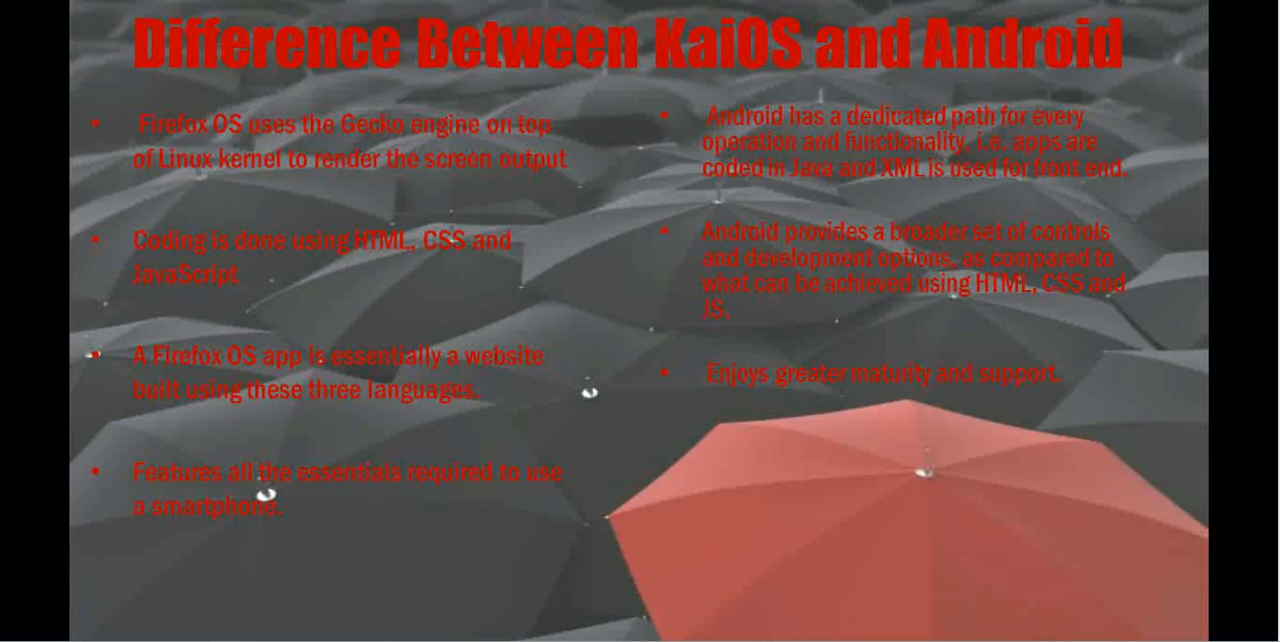 Difference Between KaiOS and Android
• Firefox OS uses the Gecko engine on top
of Linux kernel to render the screen output
• Coding is done using HTML, CSS and
JavaScript
• A Firefox OS app is essentially a website
built using these three languages.
• Features all the essentials required to use
a smartphone.
• Android has a dedicated path for every
operation and functionality, i.e. apps are
coded in Java and XML is used for front end.
• Android provides a broader set of controls
and development options, as compared to
what can be achieved using HTML, CSS and
JS.
• Enjoys greater maturity and support.